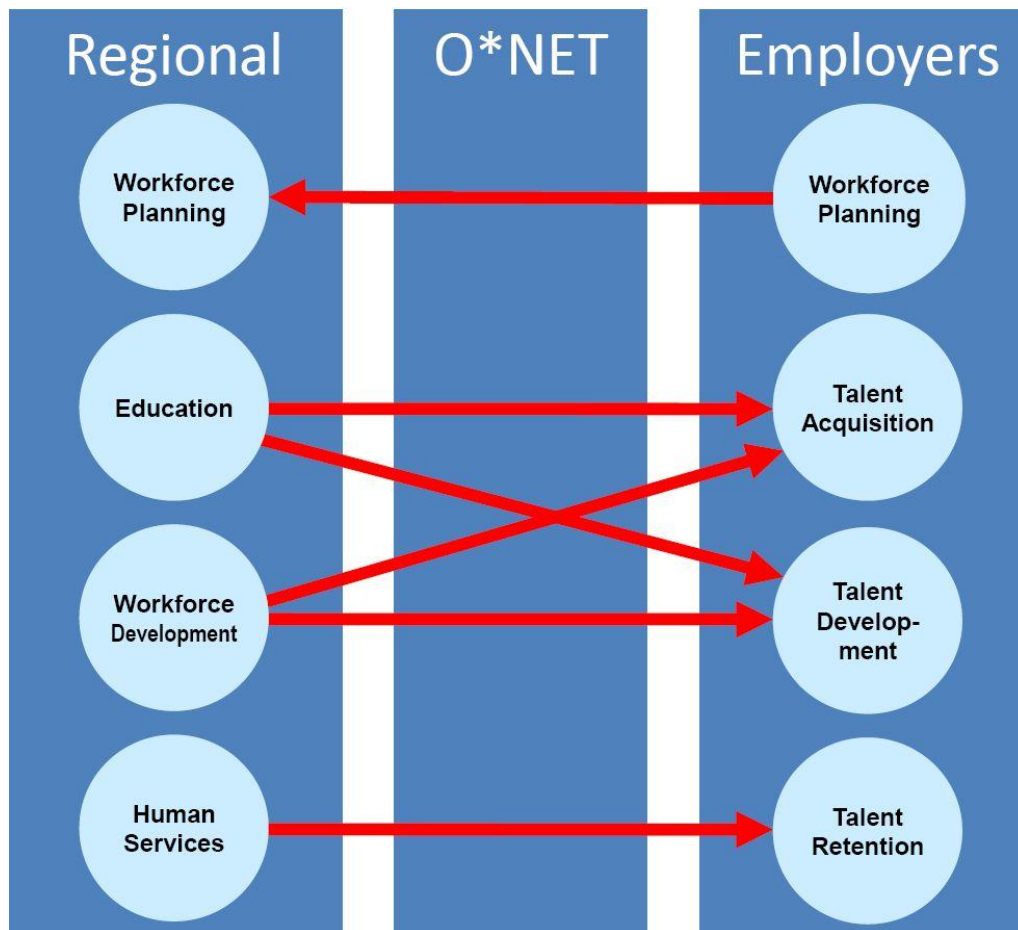 Regional
O*NET
Employers
Workforce
Planning
Workforce
Planning
Education
Talent
Acquisition
Workforce
Development
Talent
Develop-
ment
Human
Services
Talent
Retention